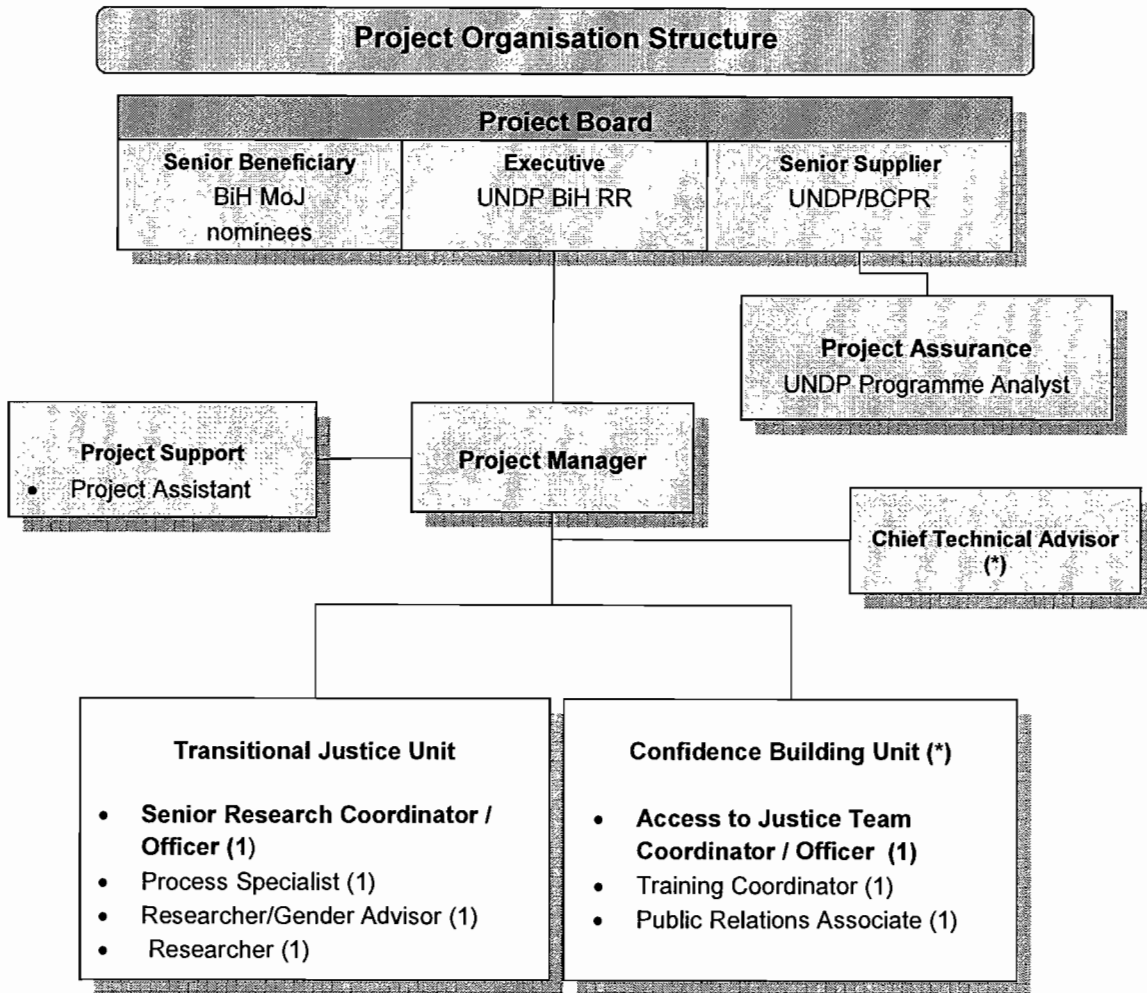 Project Organisation Structure
Project Board
Senior Beneficiary
BiH MoJ
nominees
Executive
UNDP BiH RR
Senior Supplier
UNDP/BCPR
Project Assurance
UNDP Programme Analyst
Project Support
• Project Assistant
Project Manager
Chief Technical Advisor
(*)
Transitional Justice Unit
• Senior Research Coordinator /
Officer (1)
• Process Specialist (1)
• Researcher/Gender Advisor (1)
• Researcher (1)
Confidence Building Unit (*)
• Access to Justice Team
Coordinator / Officer (1)
• Training Coordinator (1)
• Public Relations Associate (1)